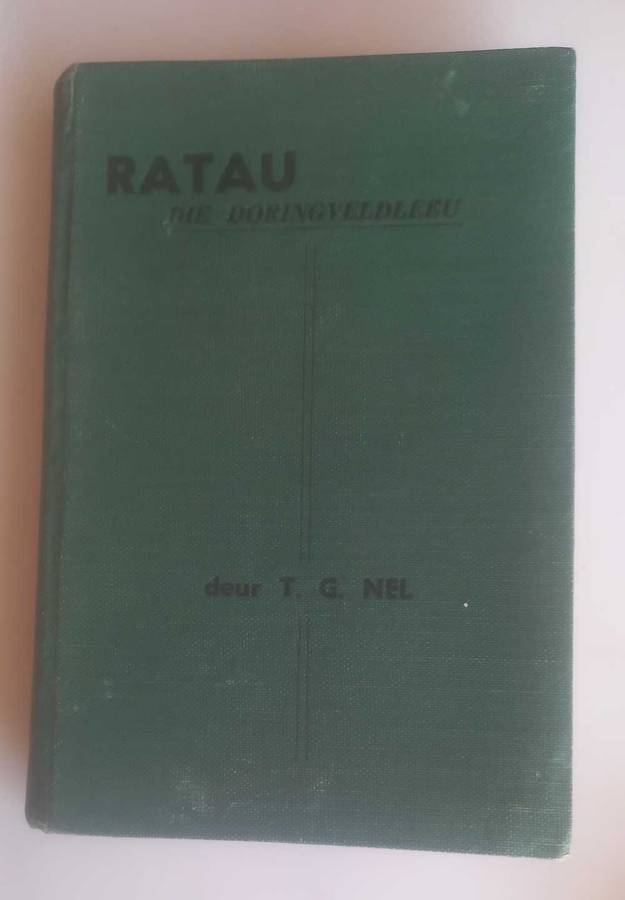 RATAU
DIE DORINGVELDLEEU
deur T. G. NEL